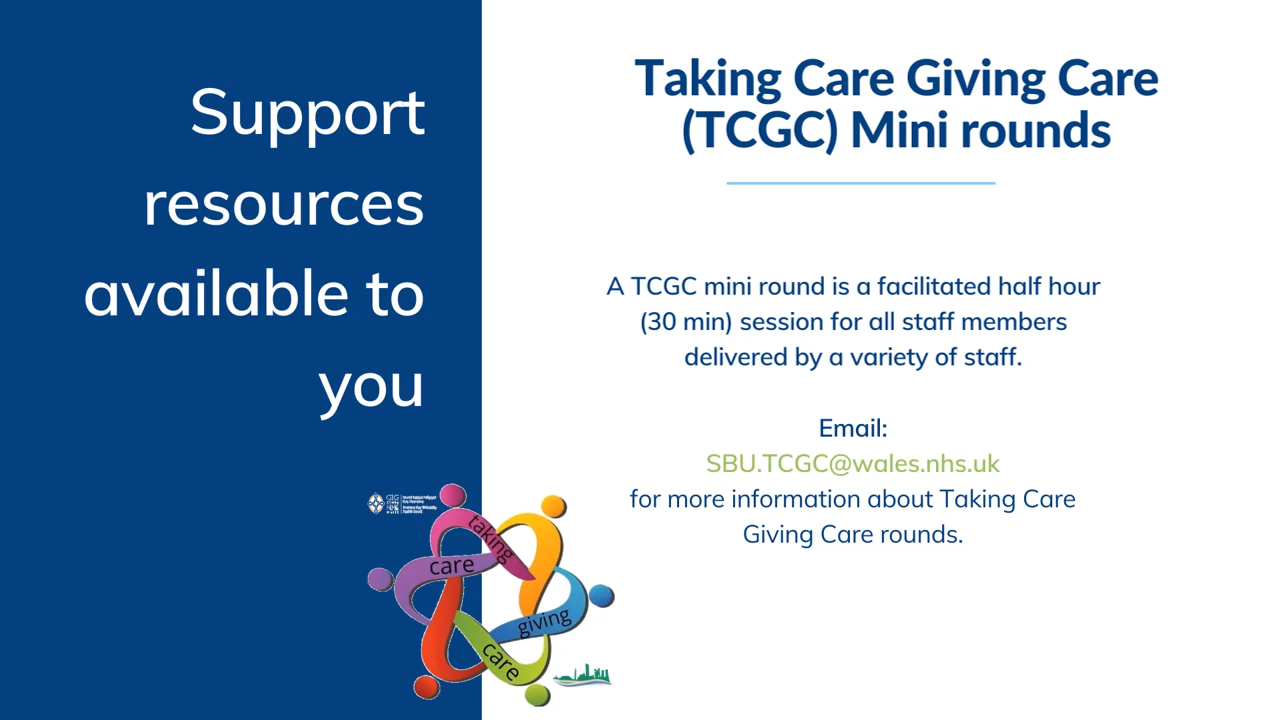 Support
resources
available to
you
Taking Care Giving Care
(TCGC) Mini rounds
A TCGC mini round is a facilitated half hour
(30 min) session for all staff members
delivered by a variety of staff.
Email:
SBU.TCGC@wales.nhs.uk
for more information about Taking Care
Giving Care rounds.
taking
care
giving
care